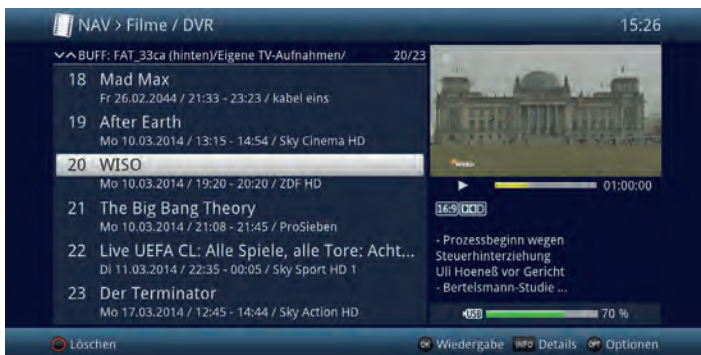 NAV > Filme / DVR
15:26
BUFF: FAT_33ca (hinten)/Eigene TV-Aufnahmen/ 20/23
18 Mad Max
Fr 26.02.2044 / 21:33 - 23:23 / kabel eins
19 After Earth
Mo 10.03.2014 / 13:15 - 14:54 / Sky Cinema HD
20 WISO
Mo 10.03.2014 / 19:20 - 20:20 / ZDF HD
21 The Big Bang Theory
Mo 10.03.2014 / 21:08 - 21:45 / ProSieben
22 Live UEFA CL: Alle Spiele, alle Tore: Acht...
Di 11.03.2014 / 22:35 - 00:05 / Sky Sport HD 1
23 Der Terminator
Mo 17.03.2014 / 12:45 - 14:44 / Sky Action HD
WISO
01:00:00
16:9 D
- Prozessbeginn wegen
Steuerhinterziehung
Uli Hoeneß vor Gericht
- Bertelsmann-Studie ...
USB 70 %
Löschen
OK Wiedergabe INFO Details OPT Optionen